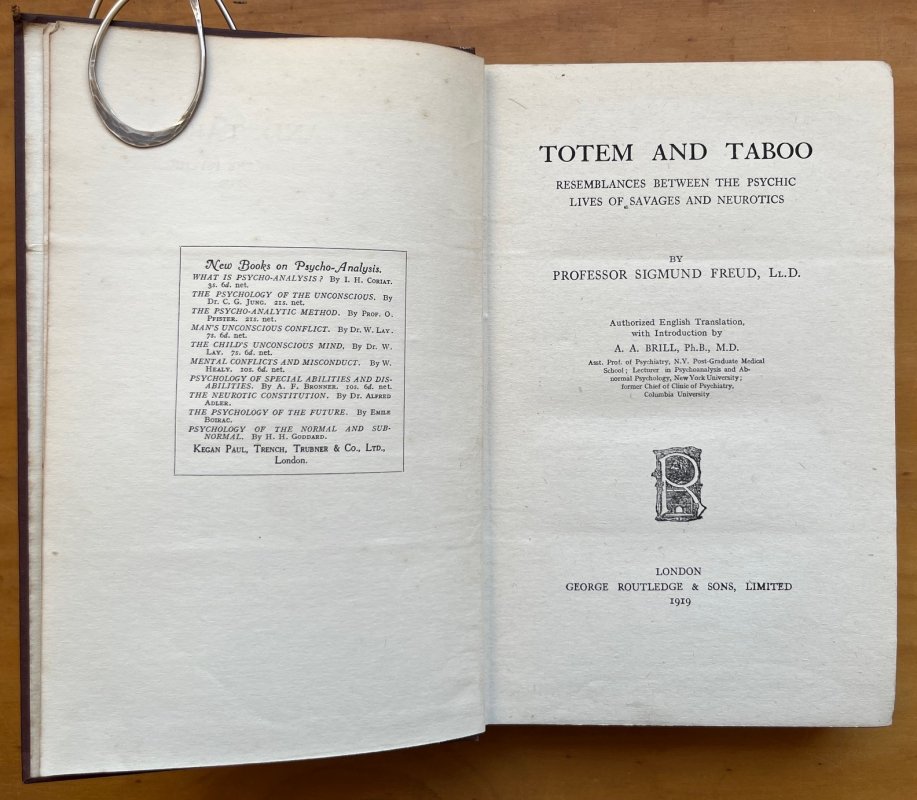 New Books on Psycho-Analysis.
WHAT IS PSYCHO-ANALYSIS? By I. H. CORIAT.
3s. 6d. net.
THE PSYCHOLOGY OF THE UNCONSCIOUS. By
DR. C. G. JUNG. 21s. net.
THE PSYCHO-ANALYTIC METHOD. By PROF. O.
PFISTER. 21s. net.
MAN'S UNCONSCIOUS CONFLICT. By DR. W. LAY.
7s. 6d. net.
THE CHILD'S UNCONSCIOUS MIND. By DR. W.
LAY. 7s. 6d. net.
MENTAL CONFLICTS AND MISCONDUCT. By W.
HEALY. 10s. 6d. net.
PSYCHOLOGY OF SPECIAL ABILITIES AND DIS-
ABILITIES. By A. F. BRONNER. 10s. 6d. net.
THE NEUROTIC CONSTITUTION. By DR. ALFRED
ADLER.
THE PSYCHOLOGY OF THE FUTURE. By EMILE
BOIRAC.
PSYCHOLOGY OF THE NORMAL AND SUB-
NORMAL. By H. H. GODDARD.
KEGAN PAUL, TRENCH, TRUBNER & CO., LTD.,
London.
TOTEM AND TABOO
RESEMBLANCES BETWEEN THE PSYCHIC
LIVES OF SAVAGES AND NEUROTICS
BY
PROFESSOR SIGMUND FREUD, LL.D.
Authorized English Translation,
with Introduction by
A. A. BRILL, Ph.B., M.D.
Asst. Prof. of Psychiatry, N.Y. Post-Graduate Medical
School; Lecturer in Psychoanalysis and Ab-
normal Psychology, New York University;
former Chief of Clinic of Psychiatry,
Columbia University
R
LONDON
GEORGE ROUTLEDGE & SONS, LIMITED
1919